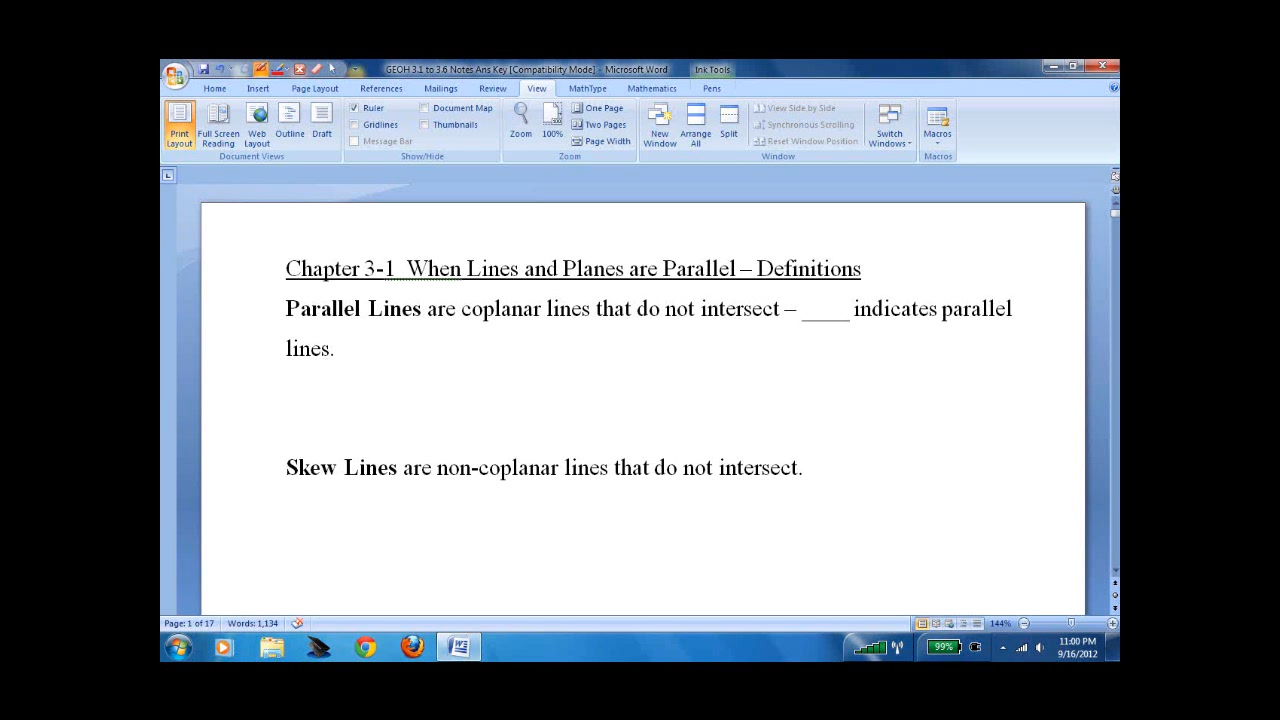 GEOH 3.1 to 3.6 Notes Ans Key [Compatibility Mode] - Microsoft Word
Ink Tools
Home Insert Page Layout References Mailings Review View MathType Mathematics Pens
Print Layout
Full Screen Reading
Web Layout
Outline
Draft
Document Views
Ruler
Gridlines
Message Bar
Document Map
Thumbnails
Show/Hide
Zoom
100%
One Page
Two Pages
Page Width
Zoom
New Window
Arrange All
Split
View Side by Side
Synchronous Scrolling
Reset Window Position
Switch Windows
Window
Macros
Macros
Chapter 3-1 When Lines and Planes are Parallel – Definitions
Parallel Lines are coplanar lines that do not intersect – ____ indicates parallel
lines.
Skew Lines are non-coplanar lines that do not intersect.
Page: 1 of 17 Words: 1,134
144%
99%
11:00 PM
9/16/2012